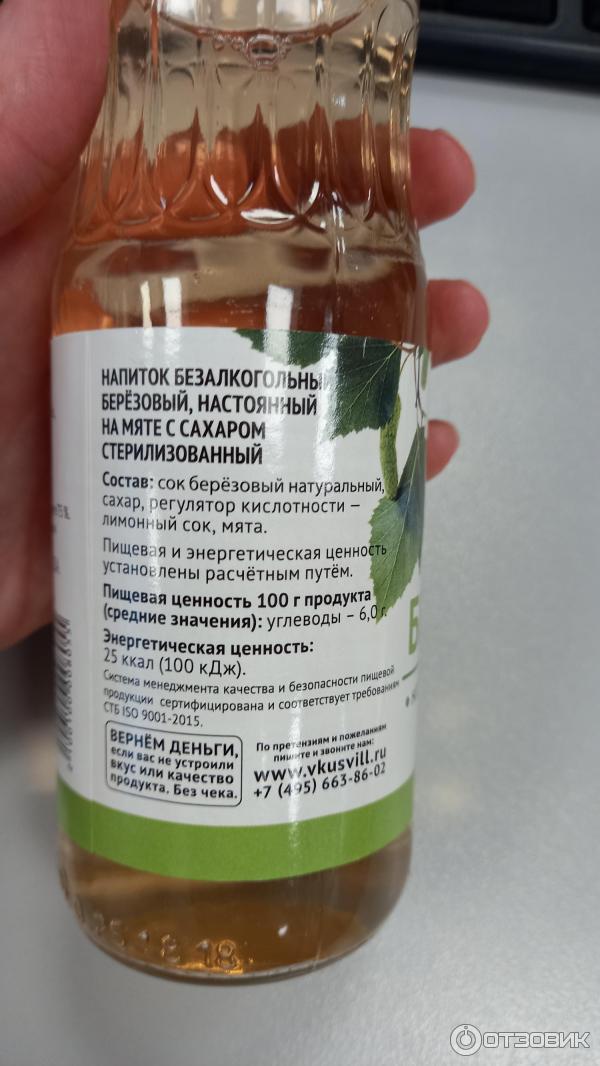 НАПИТОК БЕЗАЛКОГОЛЬНЫЙ
БЕРЁЗОВЫЙ, НАСТОЯННЫЙ
НА МЯТЕ С САХАРОМ
СТЕРИЛИЗОВАННЫЙ
Состав: сок берёзовый натуральный,
сахар, регулятор кислотности –
лимонный сок, мята.
Пищевая и энергетическая ценность
установлены расчётным путём.
Пищевая ценность 100 г продукта
(средние значения): углеводы – 6,0 г.
Энергетическая ценность:
25 ккал (100 кДж).
Система менеджмента качества и безопасности пищевой
продукции сертифицирована и соответствует требованиям
СТБ ISO 9001-2015.
ВЕРНЁМ ДЕНЬГИ,
если вас не устроили
вкус или качество
продукта. Без чека.
По претензиям и пожеланиям
пишите и звоните нам:
www.vkusvill.ru
+7 (495) 663-86-02
Б
18 18
ОТЗОВИК